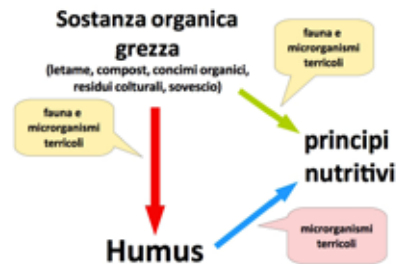 Sostanza organica
grezza
(letame, compost, concimi organici,
residui colturali, sovescio)
fauna e
microrganismi
terricoli
fauna e
microrganismi
terricoli
principi
nutritivi
microrganismi
terricoli
Humus